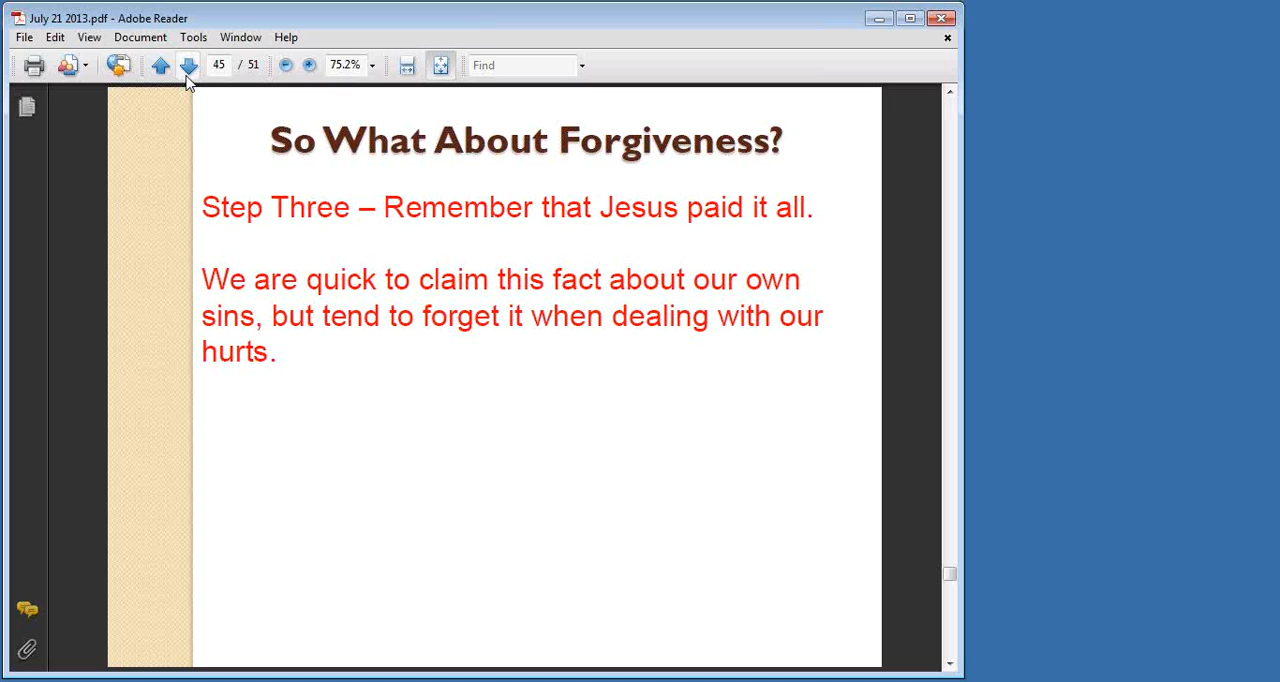 July 21 2013.pdf - Adobe Reader
File Edit View Document Tools Window Help
45 / 51 75.2% Find
So What About Forgiveness?
Step Three – Remember that Jesus paid it all.
We are quick to claim this fact about our own
sins, but tend to forget it when dealing with our
hurts.